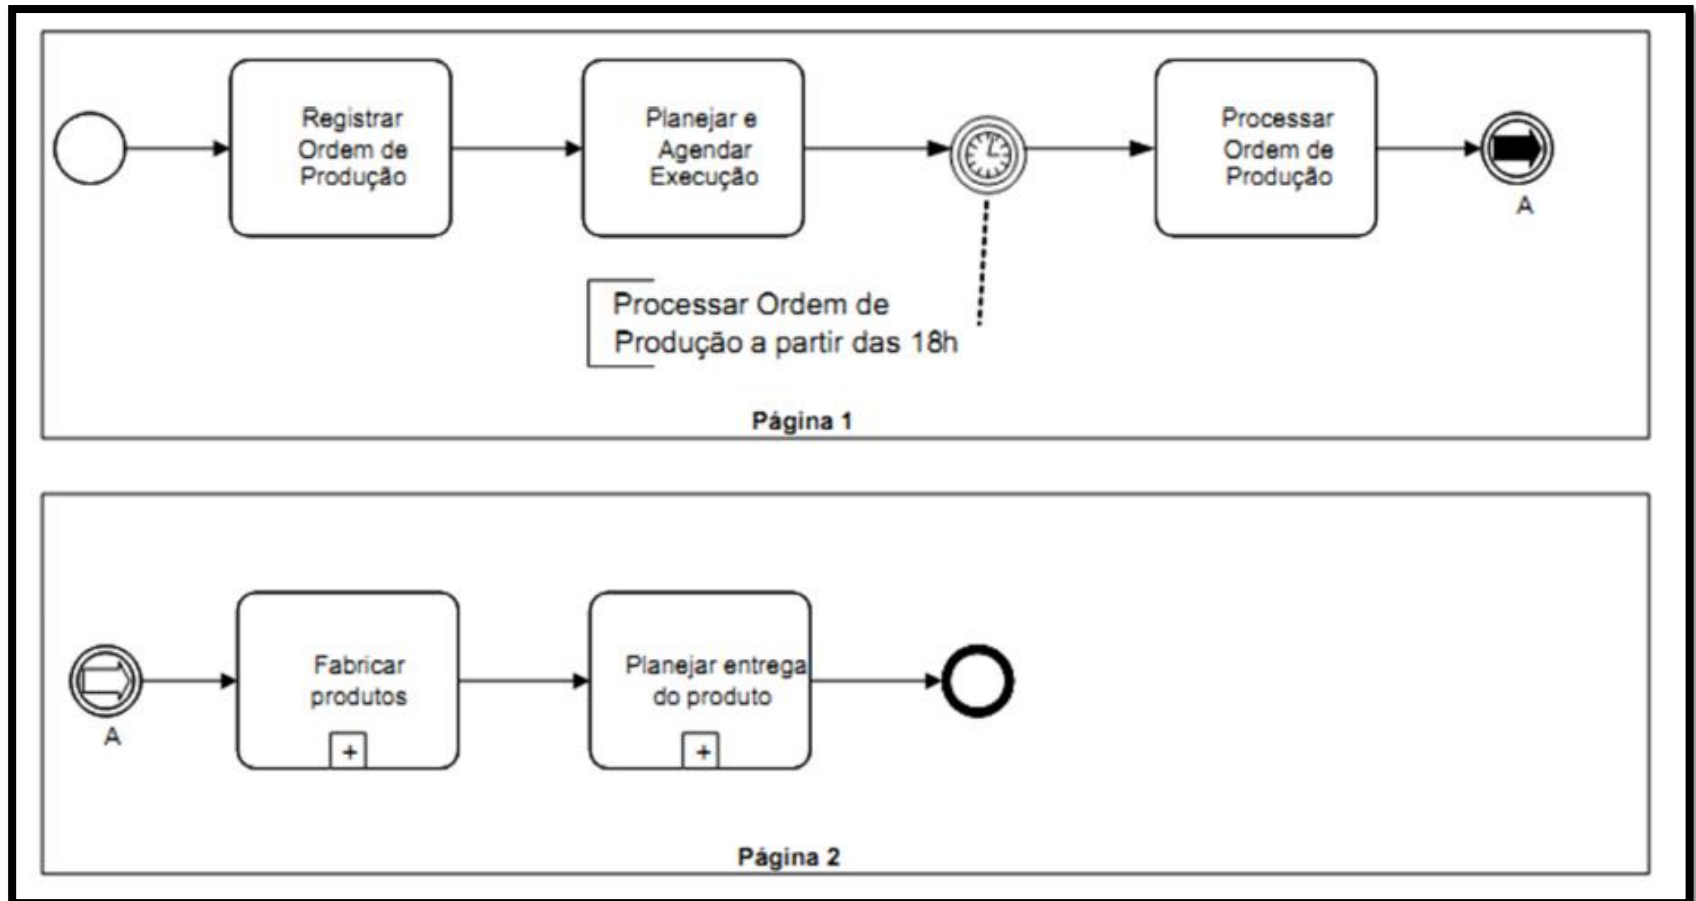 Registrar
Ordem de
Produção
Planejar e
Agendar
Execução
Processar
Ordem de
Produção
A
Processar Ordem de
Produção a partir das 18h
Página 1
Fabricar
produtos
+
Planejar entrega
do produto
+
A
Página 2